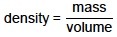 density = mass / volume